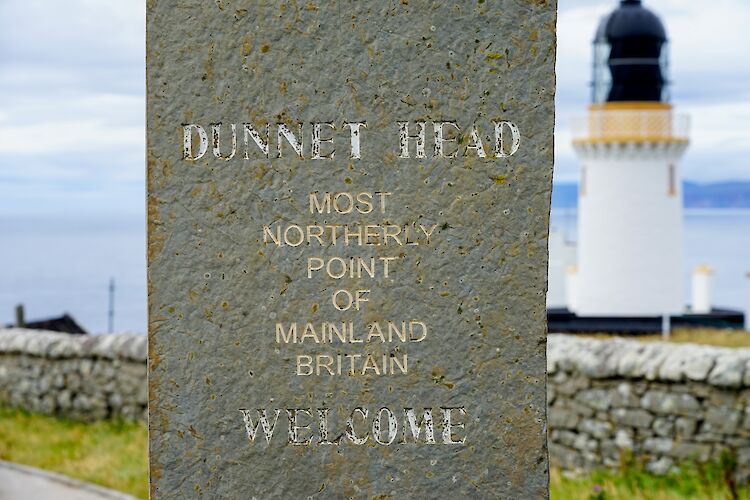 DUNNET HEAD
MOST
NORTHERLY
POINT
OF
MAINLAND
BRITAIN
WELCOME